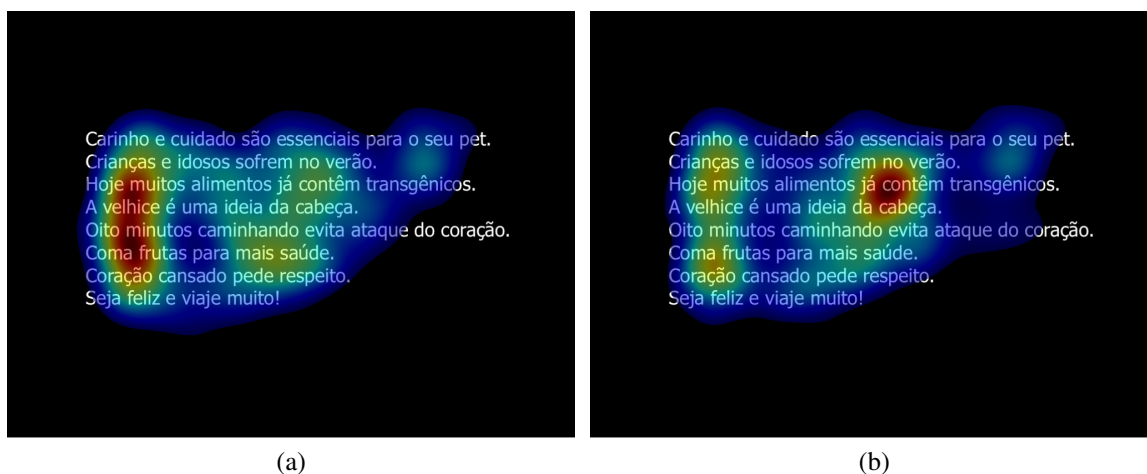 Carinho e cuidado são essenciais para o seu pet.
Crianças e idosos sofrem no verão.
Hoje muitos alimentos já contêm transgênicos.
A velhice é uma ideia da cabeça.
Oito minutos caminhando evita ataque do coração.
Coma frutas para mais saúde.
Coração cansado pede respeito.
Seja feliz e viaje muito!
(a)
Carinho e cuidado são essenciais para o seu pet.
Crianças e idosos sofrem no verão.
Hoje muitos alimentos já contêm transgênicos.
A velhice é uma ideia da cabeça.
Oito minutos caminhando evita ataque do coração.
Coma frutas para mais saúde.
Coração cansado pede respeito.
Seja feliz e viaje muito!
(b)